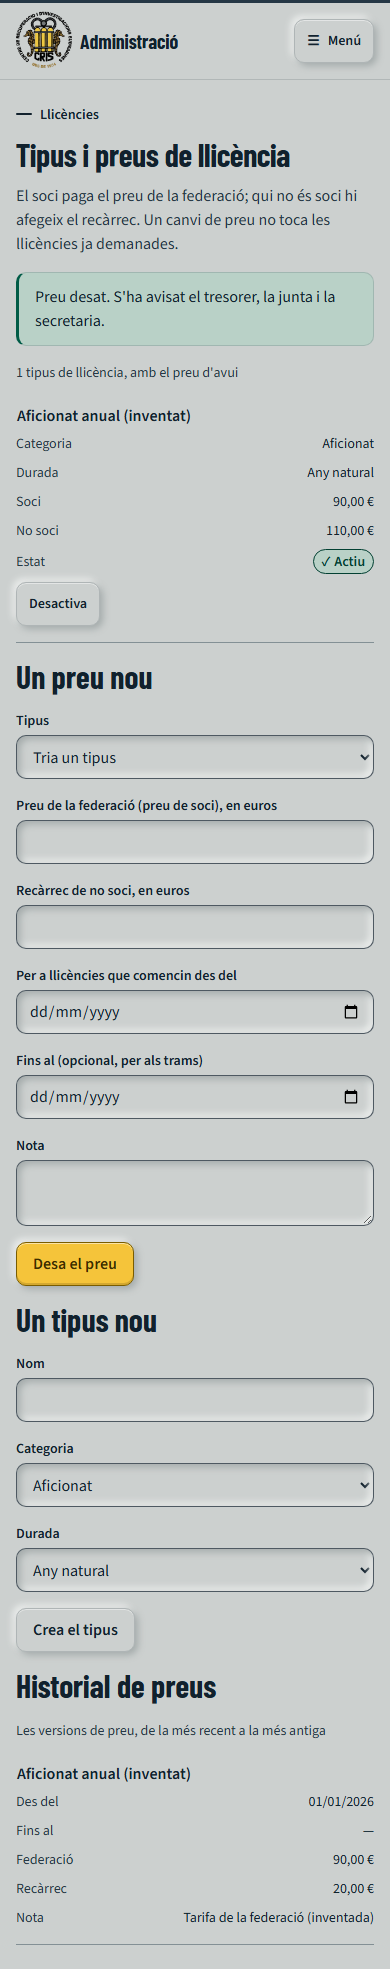 CRIS
Administració
☰ Menú
— Llicències
Tipus i preus de llicència
El soci paga el preu de la federació; qui no és soci hi
afegeix el recàrrec. Un canvi de preu no toca les
llicències ja demanades.
Preu desat. S'ha avisat el tresorer, la junta i la
secretaria.
1 tipus de llicència, amb el preu d'avui
Aficionat anual (inventat)
Categoria Aficionat
Durada Any natural
Soci 90,00 €
No soci 110,00 €
Estat ✓ Actiu
Desactiva
Un preu nou
Tipus
Tria un tipus
Preu de la federació (preu de soci), en euros
Recàrrec de no soci, en euros
Per a llicències que comencin des del
dd/mm/yyyy
Fins al (opcional, per als trams)
dd/mm/yyyy
Nota
Desa el preu
Un tipus nou
Nom
Categoria
Aficionat
Durada
Any natural
Crea el tipus
Historial de preus
Les versions de preu, de la més recent a la més antiga
Aficionat anual (inventat)
Des del 01/01/2026
Fins al —
Federació 90,00 €
Recàrrec 20,00 €
Nota Tarifa de la federació (inventada)